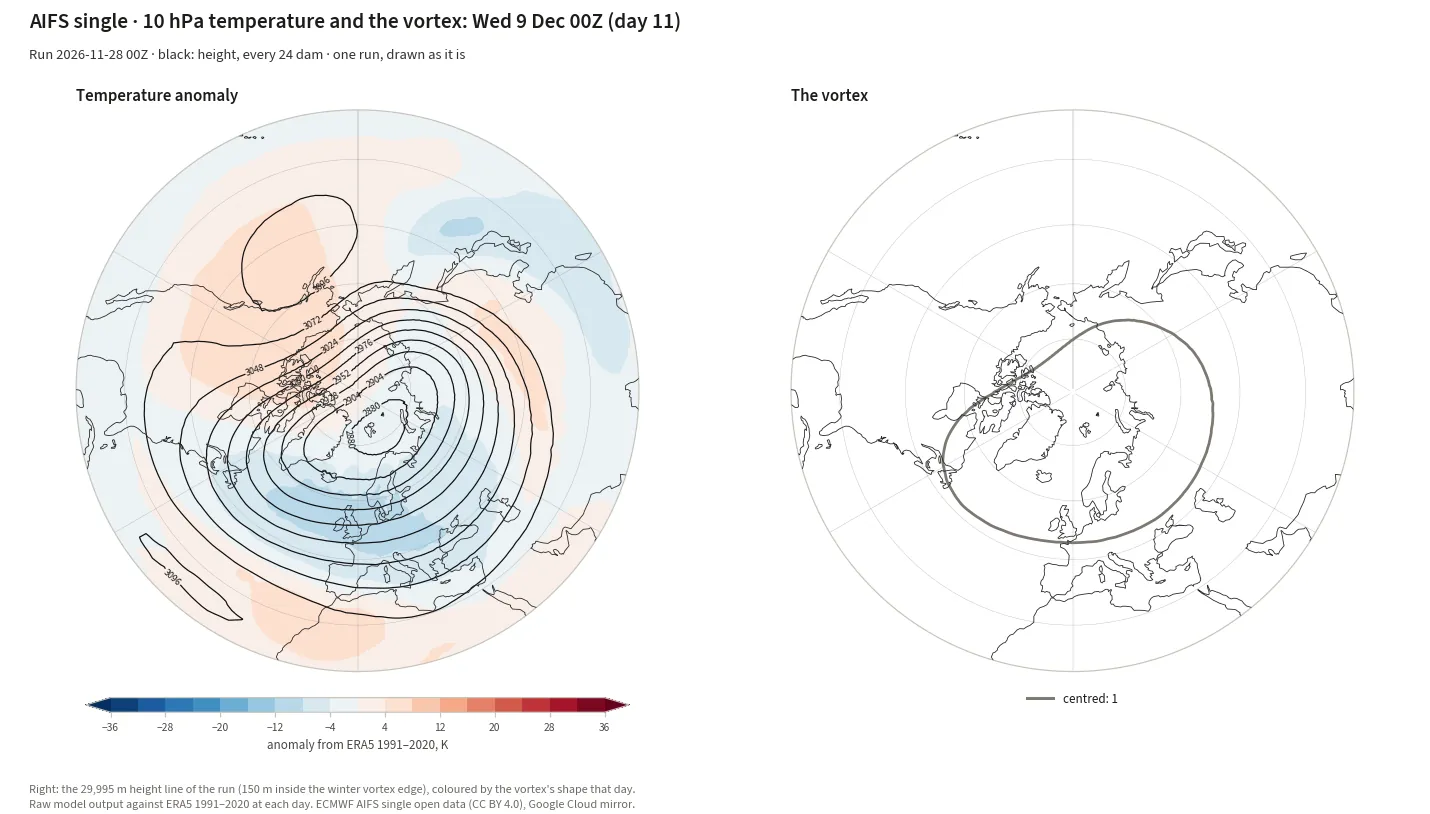 AIFS single · 10 hPa temperature and the vortex: Wed 9 Dec 00Z (day 11)
Run 2026-11-28 00Z · black: height, every 24 dam · one run, drawn as it is
Temperature anomaly
The vortex
3096
3072
3024
2976
3048
2952
2904
2904
2880
2880
3096
−36 −28 −20 −12 −4 4 12 20 28 36
anomaly from ERA5 1991–2020, K
centred: 1
Right: the 29,995 m height line of the run (150 m inside the winter vortex edge), coloured by the vortex's shape that day.
Raw model output against ERA5 1991–2020 at each day. ECMWF AIFS single open data (CC BY 4.0), Google Cloud mirror.